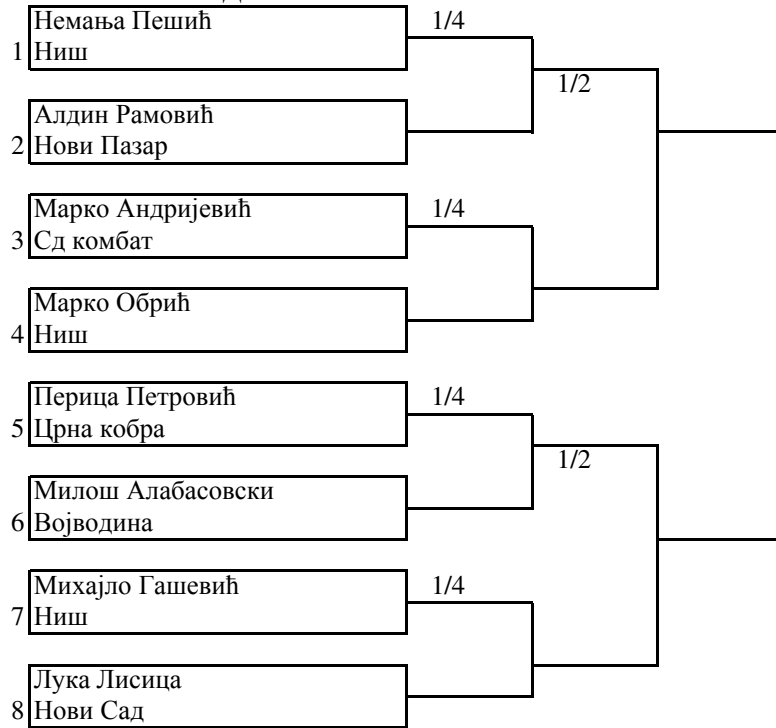 Немања Пешић
1/4
1 Ниш
1/2
Алдин Рамовић
2 Нови Пазар
Марко Андријевић
1/4
3 Сд комбат
Марко Обрић
4 Ниш
Перица Петровић
1/4
5 Црна кобра
1/2
Милош Алабасовски
6 Војводина
Михајло Гашевић
1/4
7 Ниш
Лука Лисица
8 Нови Сад